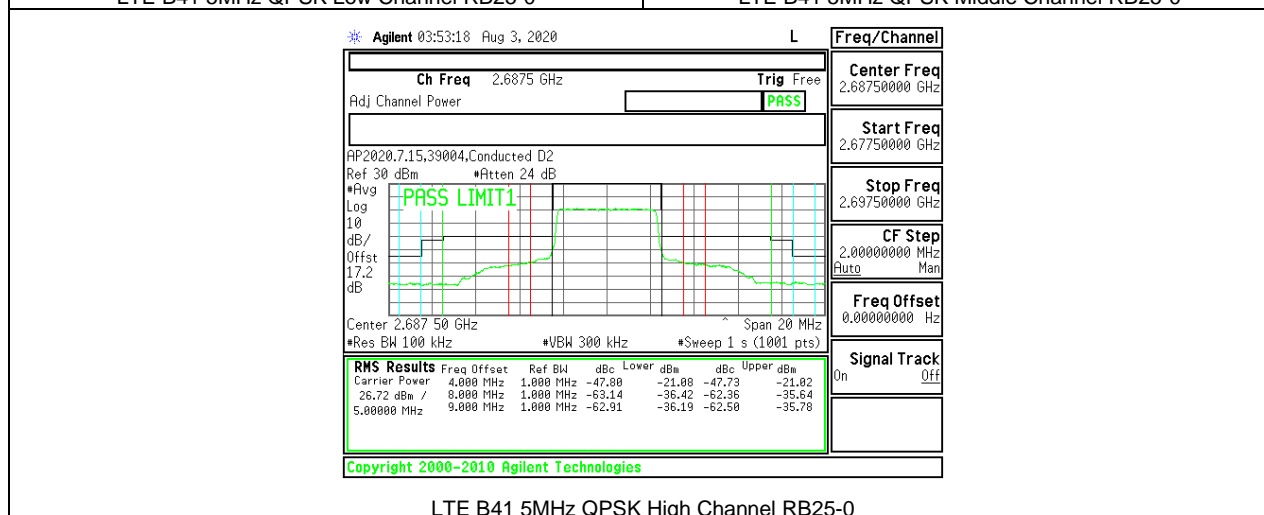 LTE B41 5MHz QPSK Low Channel RB25-0
LTE B41 5MHz QPSK Middle Channel RB25-0
Agilent 03:53:18 Aug 3, 2020 L
Freq/Channel
Ch Freq 2.6875 GHz Trig Free
Adj Channel Power PASS
AP2020.7.15,39004,Conducted D2
Ref 30 dBm #Atten 24 dB
#Avg
Log
10
dB/
Offst
17.2
dB
PASS LIMIT1
Center 2.687 50 GHz ^ Span 20 MHz
#Res BW 100 kHz #VBW 300 kHz #Sweep 1 s (1001 pts)
RMS Results Freq Offset Ref BW dBc Lower dBm dBc Upper dBm
Carrier Power 4.000 MHz 1.000 MHz -47.80 -21.08 -47.73 -21.02
26.72 dBm / 8.000 MHz 1.000 MHz -63.14 -36.42 -62.36 -35.64
5.00000 MHz 9.000 MHz 1.000 MHz -62.91 -36.19 -62.50 -35.78
Center Freq
2.68750000 GHz
Start Freq
2.67750000 GHz
Stop Freq
2.69750000 GHz
CF Step
2.00000000 MHz
Auto Man
Freq Offset
0.00000000 Hz
Signal Track
On Off
Copyright 2000-2010 Agilent Technologies
LTE B41 5MHz QPSK High Channel RB25-0